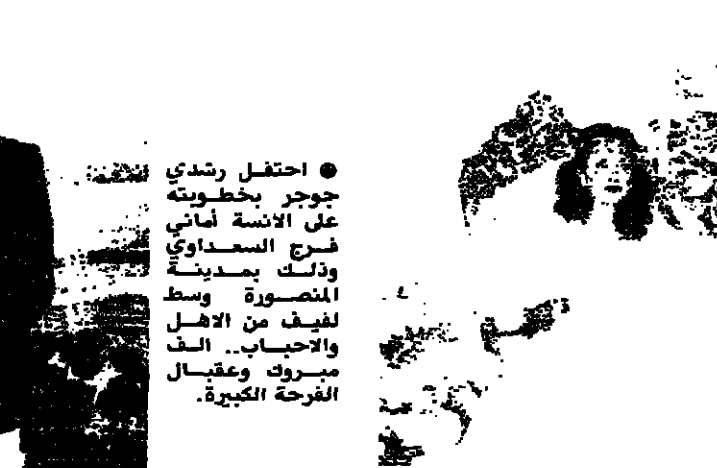 ● احتفل رشدي
جوجر بخطوبته
على الانسة أماني
فرج السعداوي
وذلك بمدينة
المنصورة وسط
لفيف من الاهل
والاحباب.. الف
مبروك وعقبال
الفرحة الكبيرة.